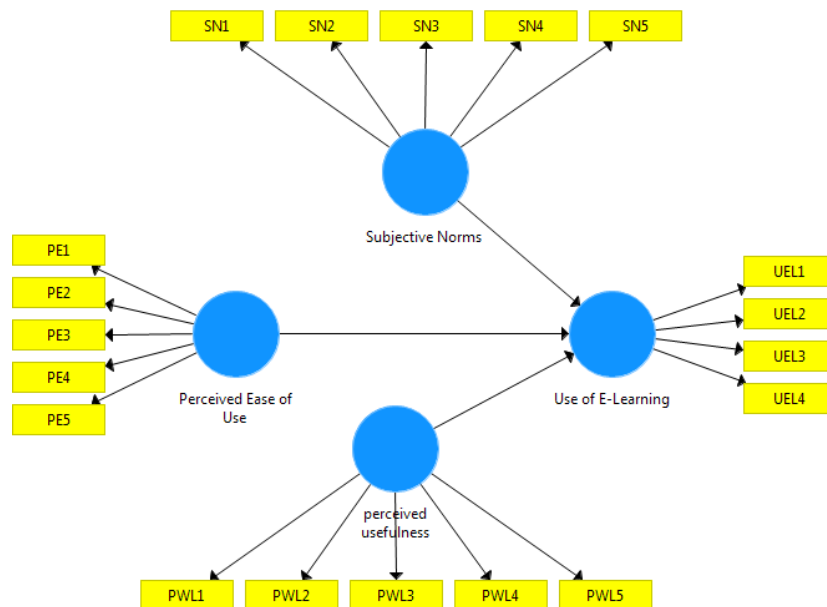 SN1
SN2
SN3
SN4
SN5
Subjective Norms
PE1
PE2
PE3
PE4
PE5
Perceived Ease of
Use
UEL1
UEL2
UEL3
UEL4
Use of E-Learning
perceived
usefulness
PWL1
PWL2
PWL3
PWL4
PWL5